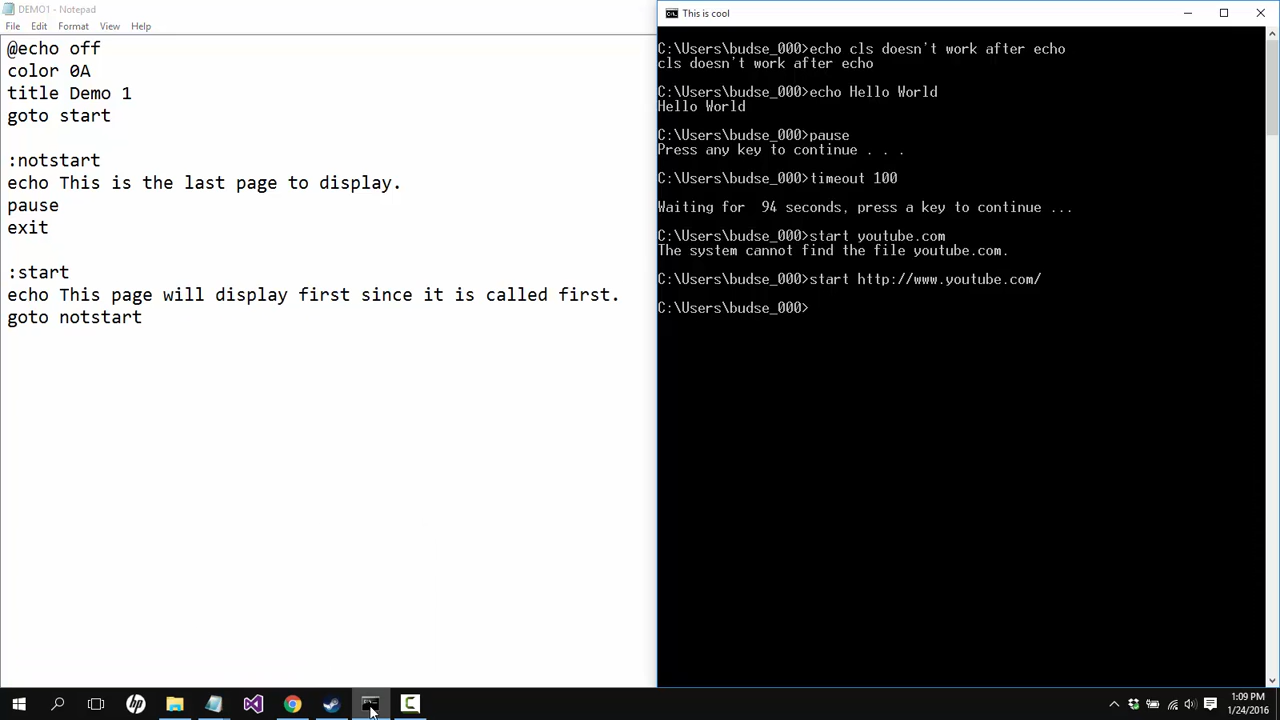 DEMO1 - Notepad
File Edit Format View Help
@echo off
color 0A
title Demo 1
goto start
:notstart
echo This is the last page to display.
pause
exit
:start
echo This page will display first since it is called first.
goto notstart
This is cool
C:\Users\budse_000>echo cls doesn't work after echo
cls doesn't work after echo
C:\Users\budse_000>echo Hello World
Hello World
C:\Users\budse_000>pause
Press any key to continue . . .
C:\Users\budse_000>timeout 100
Waiting for  94 seconds, press a key to continue ...
C:\Users\budse_000>start youtube.com
The system cannot find the file youtube.com.
C:\Users\budse_000>start http://www.youtube.com/
C:\Users\budse_000>
1:09 PM
1/24/2016